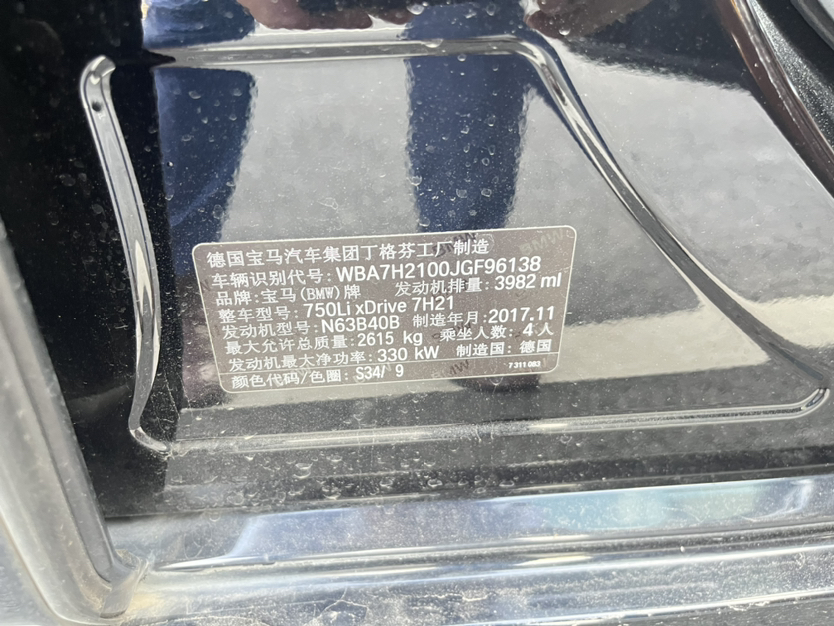 德国宝马汽车集团丁格芬工厂制造
车辆识别代号: WBA7H2100JGF96138
品牌: 宝马(BMW)牌 发动机排量: 3982 ml
整车型号: 750Li xDrive 7H21
发动机型号: N63B40B 制造年月: 2017.11
最大允许总质量: 2615 kg 乘坐人数: 4 人
发动机最大净功率: 330 kW 制造国: 德国
颜色代码/色圈: S34/ 9 7311083